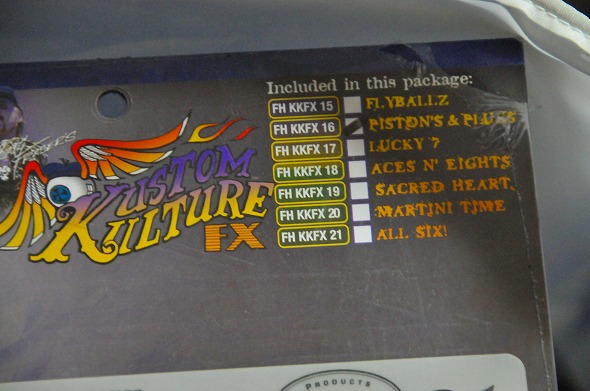 Included in this package:
FH KKFX 15 FLYBALLZ
FH KKFX 16 PISTON'S & PLUGS
FH KKFX 17 LUCKY 7
FH KKFX 18 ACES N' EIGHTS
FH KKFX 19 SACRED HEART
FH KKFX 20 MARTINI TIME
FH KKFX 21 ALL SIX!
KUSTOM
KULTURE
FX
PRODUCTS